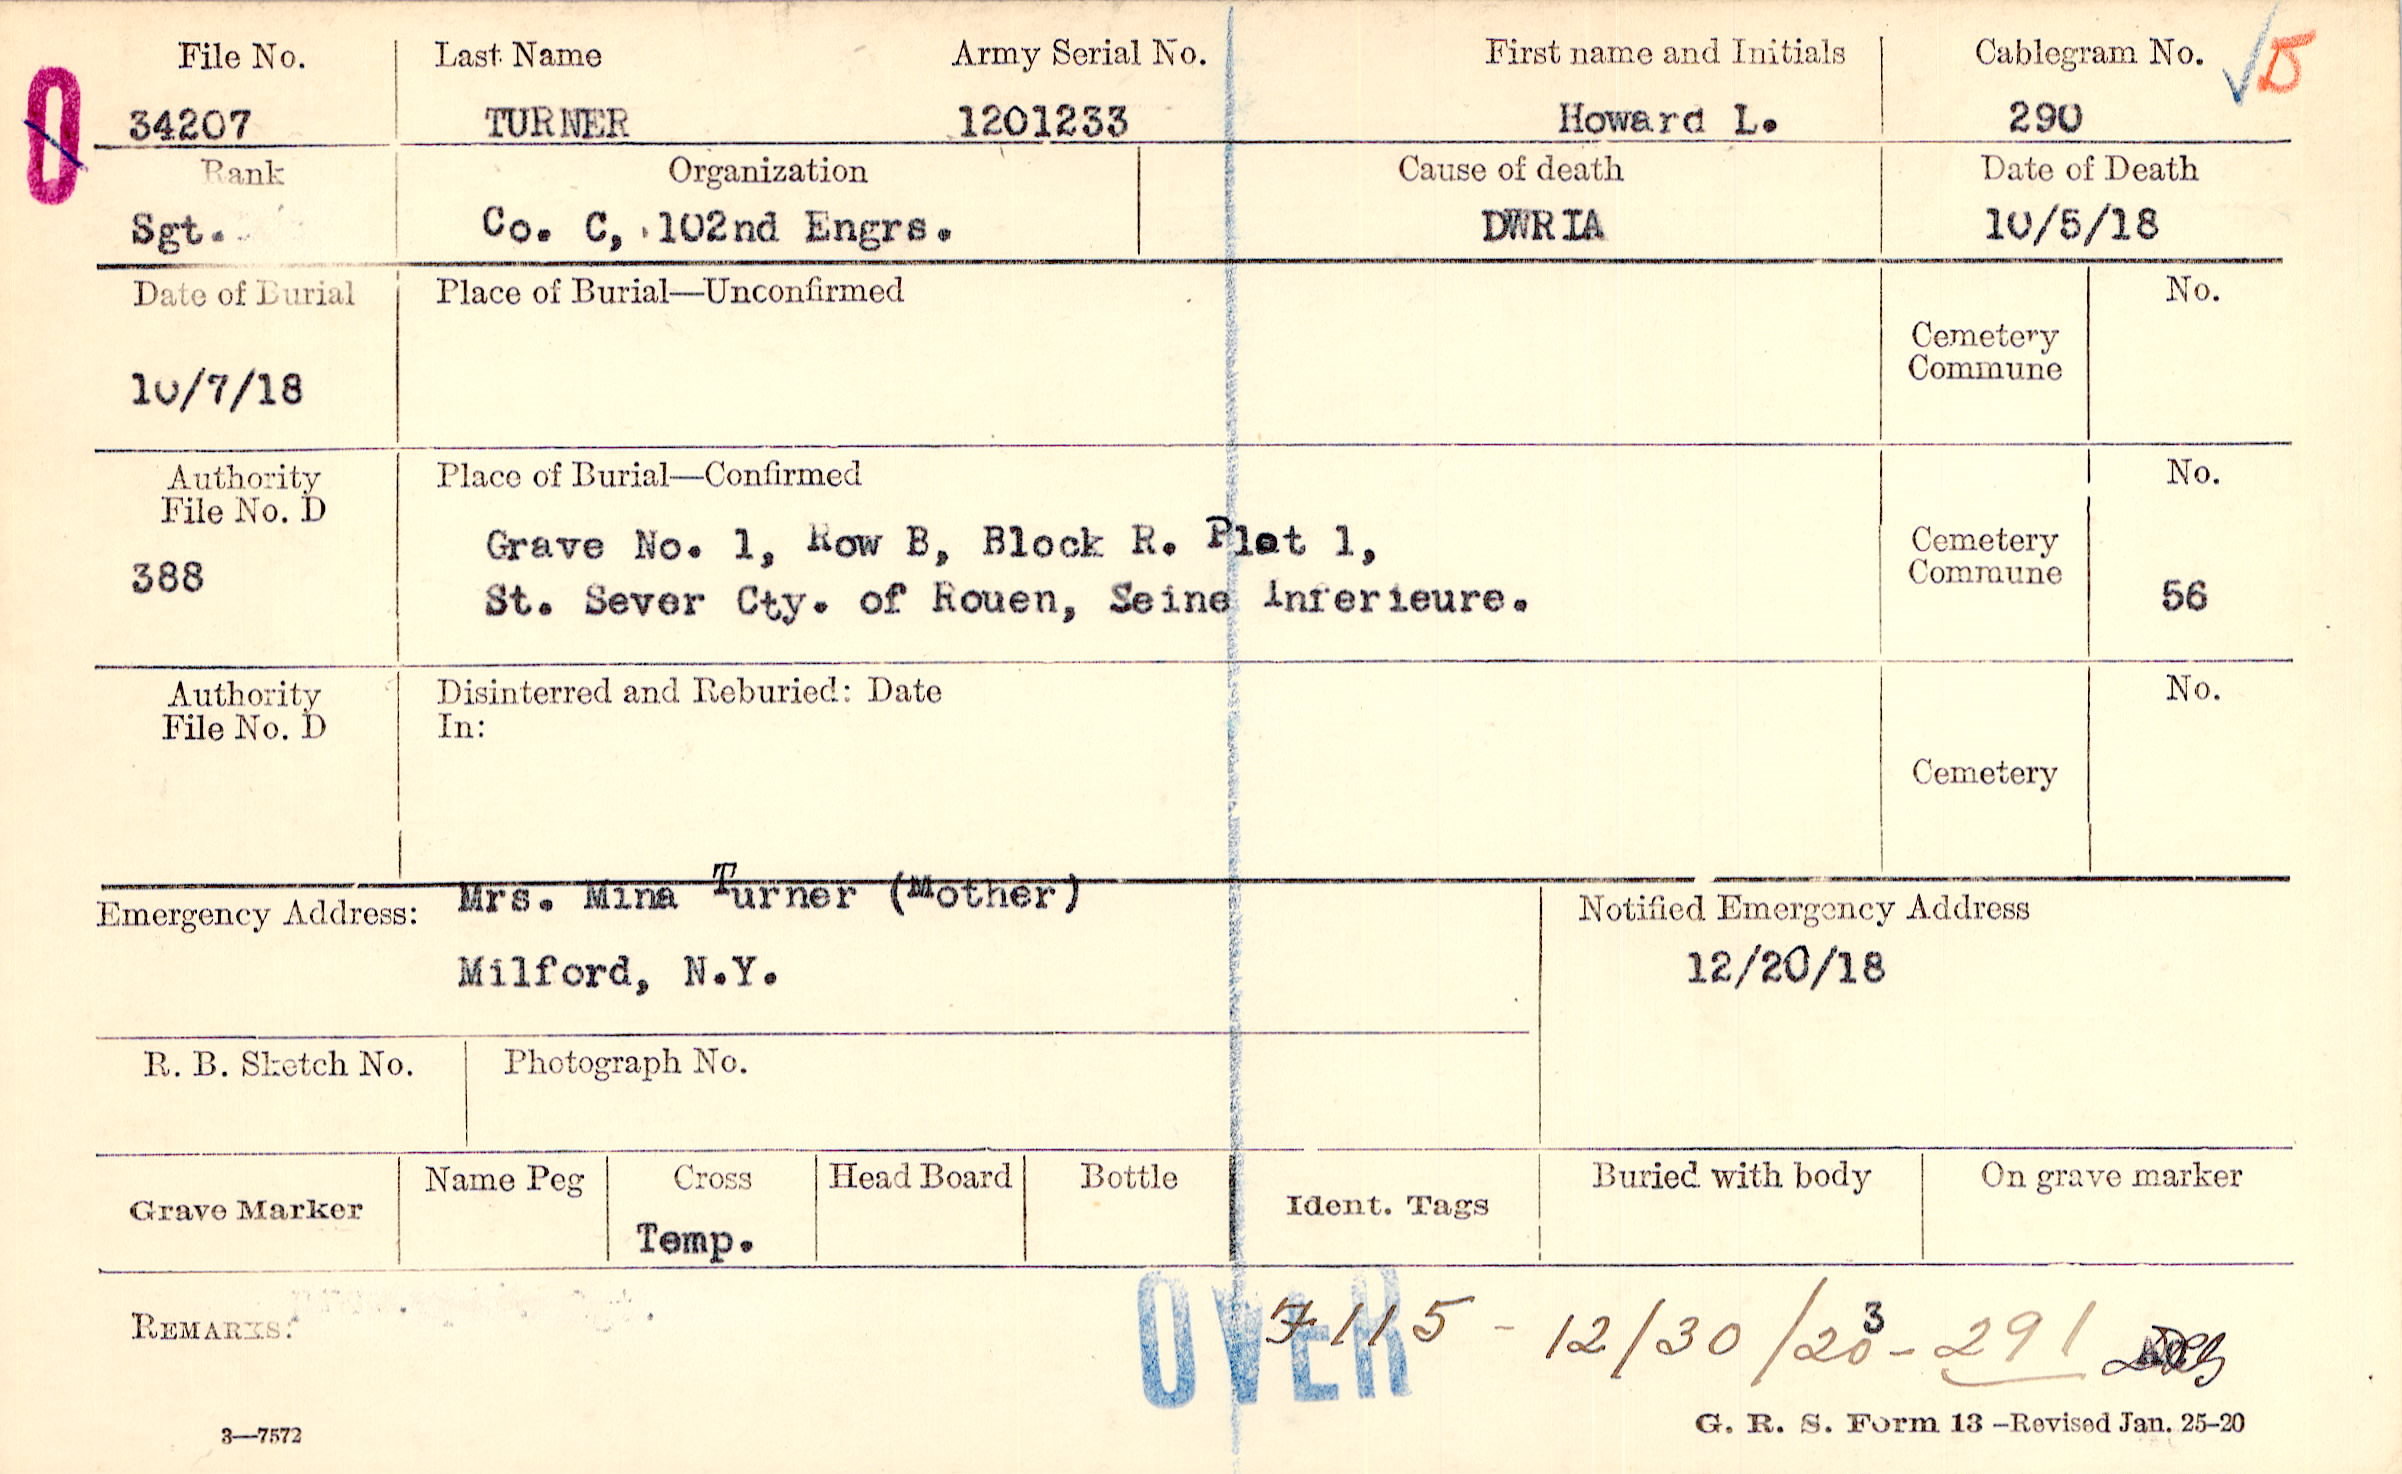 File No. Last Name Army Serial No. First name and Initials Cablegram No. √ 5
0 34207 TURNER 1201233 Howard L. 290
Rank Organization Cause of death Date of Death
Sgt. Co. C, 102nd Engrs. DWRIA 10/5/18
Date of Burial Place of Burial—Unconfirmed No.
Cemetery
Commune
10/7/18
Authority Place of Burial—Confirmed No.
File No. D
Grave No. 1, Row B, Block R. Plot 1, Cemetery
388 Commune
St. Sever Cty. of Rouen, Seine Inferieure. 56
Authority Disinterred and Reburied: Date No.
File No. D In:
Cemetery
Emergency Address: Mrs. Mina Turner (Mother) Notified Emergency Address
Milford, N.Y. 12/20/18
R. B. Sketch No. Photograph No.
Grave Marker Name Peg Cross Head Board Bottle Ident. Tags Buried with body On grave marker
Temp.
REMARKS:
OVER
7115 - 12/30/20 3 - 291
3—7572 G. R. S. Form 13 —Revised Jan. 25-20